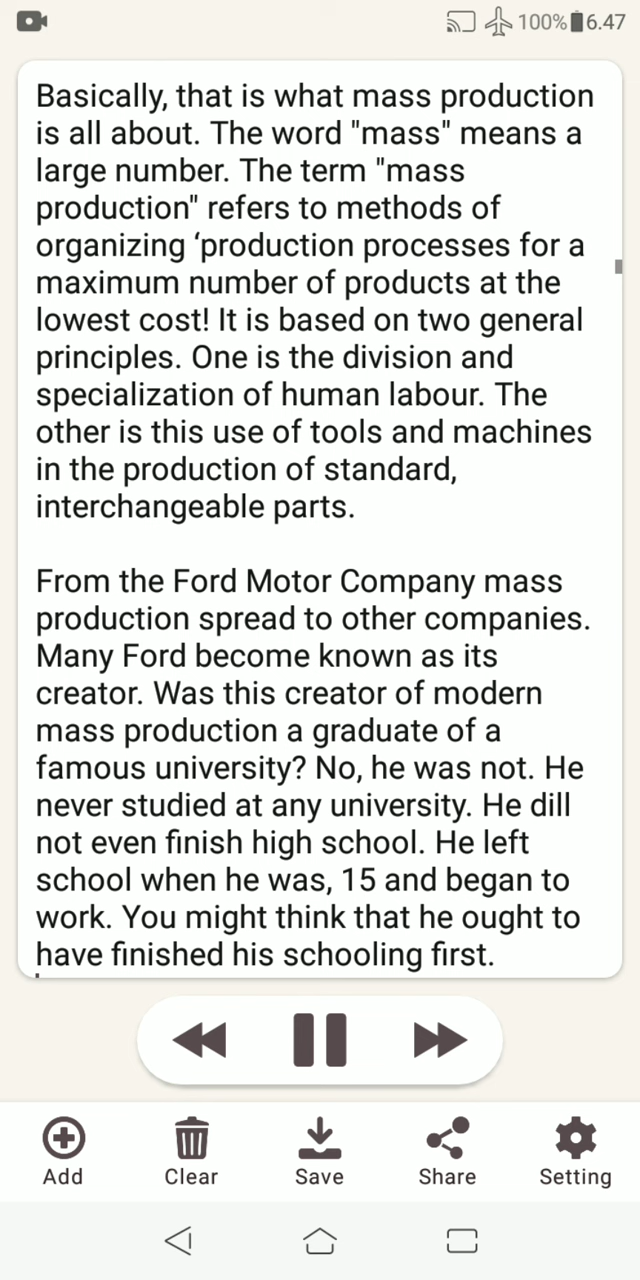 100% 6.47
Basically, that is what mass production
is all about. The word "mass" means a
large number. The term "mass
production" refers to methods of
organizing ‘production processes for a
maximum number of products at the
lowest cost! It is based on two general
principles. One is the division and
specialization of human labour. The
other is this use of tools and machines
in the production of standard,
interchangeable parts.
From the Ford Motor Company mass
production spread to other companies.
Many Ford become known as its
creator. Was this creator of modern
mass production a graduate of a
famous university? No, he was not. He
never studied at any university. He dill
not even finish high school. He left
school when he was, 15 and began to
work. You might think that he ought to
have finished his schooling first.
Add Clear Save Share Setting